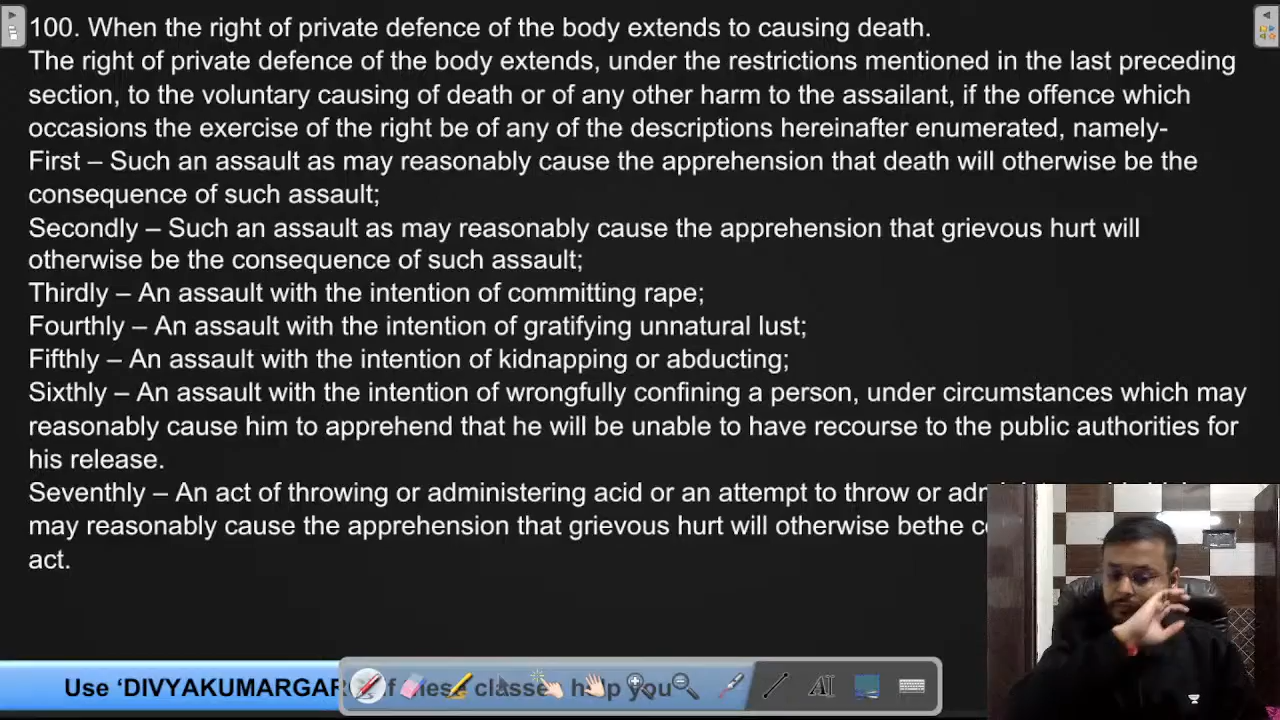 100. When the right of private defence of the body extends to causing death.
The right of private defence of the body extends, under the restrictions mentioned in the last preceding
section, to the voluntary causing of death or of any other harm to the assailant, if the offence which
occasions the exercise of the right be of any of the descriptions hereinafter enumerated, namely-
First – Such an assault as may reasonably cause the apprehension that death will otherwise be the
consequence of such assault;
Secondly – Such an assault as may reasonably cause the apprehension that grievous hurt will
otherwise be the consequence of such assault;
Thirdly – An assault with the intention of committing rape;
Fourthly – An assault with the intention of gratifying unnatural lust;
Fifthly – An assault with the intention of kidnapping or abducting;
Sixthly – An assault with the intention of wrongfully confining a person, under circumstances which may
reasonably cause him to apprehend that he will be unable to have recourse to the public authorities for
his release.
Seventhly – An act of throwing or administering acid or an attempt to throw or
may reasonably cause the apprehension that grievous hurt will otherwise bethe
act.
Use ‘DIVYAKUMARGAR if these classes help you